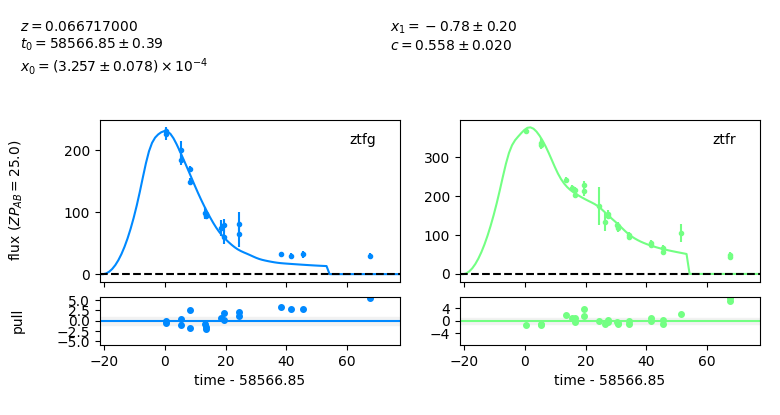 z = 0.066717000
t₀ = 58566.85 ± 0.39
x₀ = (3.257 ± 0.078) × 10⁻⁴
x₁ = −0.78 ± 0.20
c = 0.558 ± 0.020
flux (ZP_AB = 25.0)
200
100
0
ztfg
300
200
100
0
ztfr
pull
5.0
2.5
0.0
−2.5
−5.0
4
0
−4
−20 0 20 40 60
−20 0 20 40 60
time - 58566.85
time - 58566.85